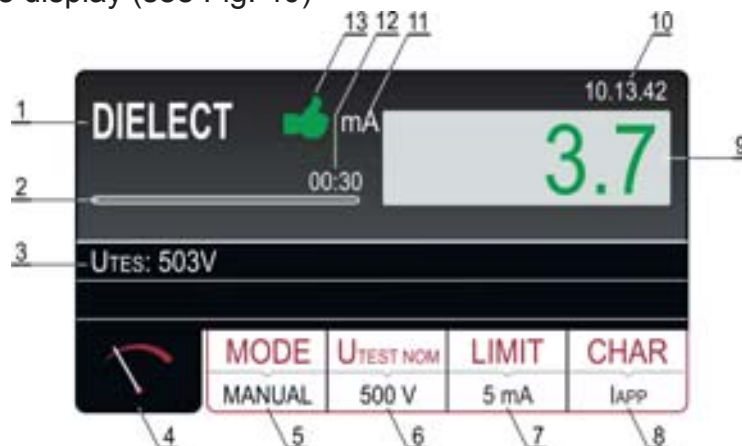 display (see Fig.
13 12 11 10
10.13.42
1 DIELECT mA 3.7 9
00:30
2
3 UTES: 503V
MODE UTEST NOM LIMIT CHAR
MANUAL 500 V 5 mA IAPP
4 5 6 7 8